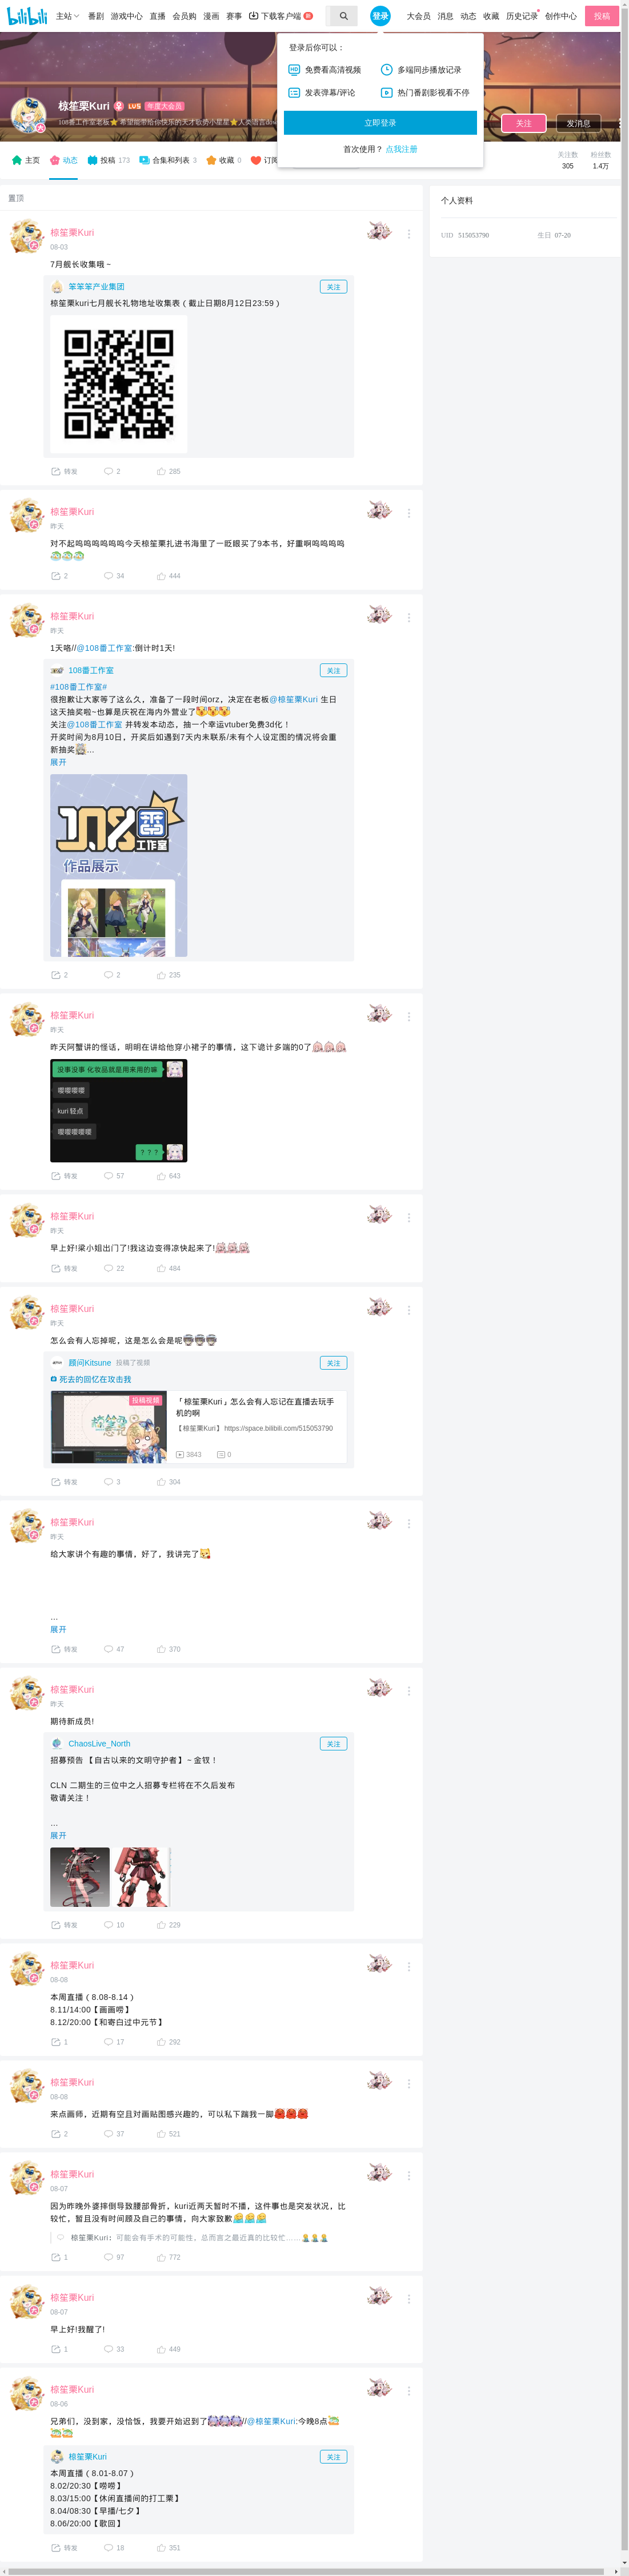 bilibili 主站 番剧 游戏中心 直播 会员购 漫画 赛事 下载客户端 登录 大会员 消息 动态 收藏 历史记录 创作中心 投稿
登录后你可以：
免费看高清视频 多端同步播放记录
发表弹幕/评论 热门番剧影视看不停
立即登录
首次使用？ 点我注册
椋笙栗Kuri LV5 年度大会员
108番工作室老板⭐ 希望能带给你快乐的天才歌势小星星⭐人类语言
关注 发消息
主页 动态 投稿 173 合集和列表 3 收藏 0 订阅
关注数 粉丝数
305 1.4万
个人资料
UID 515053790 生日 07-20
置顶
椋笙栗Kuri
08-03
7月舰长收集哦~
笨笨笨产业集团 关注
椋笙栗kuri七月舰长礼物地址收集表（截止日期8月12日23:59）
转发 2 285
椋笙栗Kuri
昨天
对不起呜呜呜呜呜呜今天椋笙栗扎进书海里了一眨眼买了9本书，好重啊呜呜呜呜
2 34 444
椋笙栗Kuri
昨天
1天咯//@108番工作室:倒计时1天!
108番工作室 关注
#108番工作室#
很抱歉让大家等了这么久，准备了一段时间orz，决定在老板@椋笙栗Kuri 生日
这天抽奖啦~也算是庆祝在海内外营业了
关注@108番工作室 并转发本动态，抽一个幸运vtuber免费3d化！
开奖时间为8月10日，开奖后如遇到7天内未联系/未有个人设定图的情况将会重
新抽奖...
展开
108番
工作室
作品展示
2 2 235
椋笙栗Kuri
昨天
昨天阿蟹讲的怪话，明明在讲给他穿小裙子的事情，这下诡计多端的0了
没事没事 化妆品就是用来用的嘛
嘤嘤嘤嘤
kuri 轻点
嘤嘤嘤嘤嘤
？？？
转发 57 643
椋笙栗Kuri
昨天
早上好!梁小姐出门了!我这边变得凉快起来了!
转发 22 484
椋笙栗Kuri
昨天
怎么会有人忘掉呢，这是怎么会是呢
顾问Kitsune 投稿了视频 关注
死去的回忆在攻击我
投稿视频
「椋笙栗Kuri」怎么会有人忘记在直播去玩手
机的啊
【椋笙栗Kuri】 https://space.bilibili.com/515053790
3843 0
转发 3 304
椋笙栗Kuri
昨天
给大家讲个有趣的事情，好了，我讲完了
...
展开
转发 47 370
椋笙栗Kuri
昨天
期待新成员!
ChaosLive_North 关注
招募预告 【自古以来的文明守护者】~金钗！
CLN 二期生的三位中之人招募专栏将在不久后发布
敬请关注！
...
展开
转发 10 229
椋笙栗Kuri
08-08
本周直播（8.08-8.14）
8.11/14:00【画画唠】
8.12/20:00【和寄白过中元节】
1 17 292
椋笙栗Kuri
08-08
来点画师，近期有空且对画贴图感兴趣的，可以私下踹我一脚
2 37 521
椋笙栗Kuri
08-07
因为昨晚外婆摔倒导致腰部骨折，kuri近两天暂时不播，这件事也是突发状况，比
较忙，暂且没有时间顾及自己的事情，向大家致歉
椋笙栗Kuri：可能会有手术的可能性，总而言之最近真的比较忙……
1 97 772
椋笙栗Kuri
08-07
早上好!我醒了!
1 33 449
椋笙栗Kuri
08-06
兄弟们，没到家，没恰饭，我要开始迟到了//@椋笙栗Kuri:今晚8点
椋笙栗Kuri 关注
本周直播（8.01-8.07）
8.02/20:30【唠唠】
8.03/15:00【休闲直播间的打工栗】
8.04/08:30【早播/七夕】
8.06/20:00【歌回】
转发 18 351